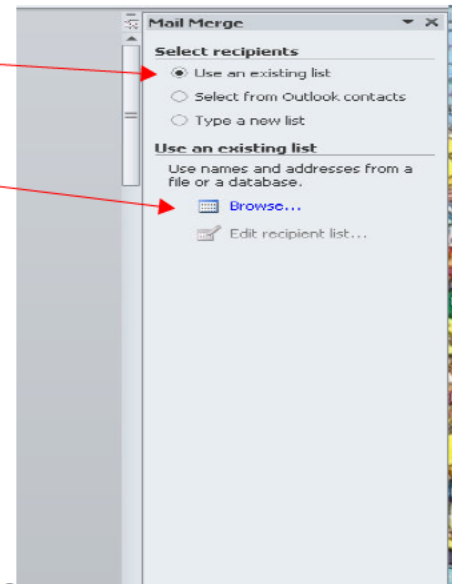 Mail Merge
Select recipients
Use an existing list
Select from Outlook contacts
Type a new list
Use an existing list
Use names and addresses from a
file or a database.
Browse...
Edit recipient list...